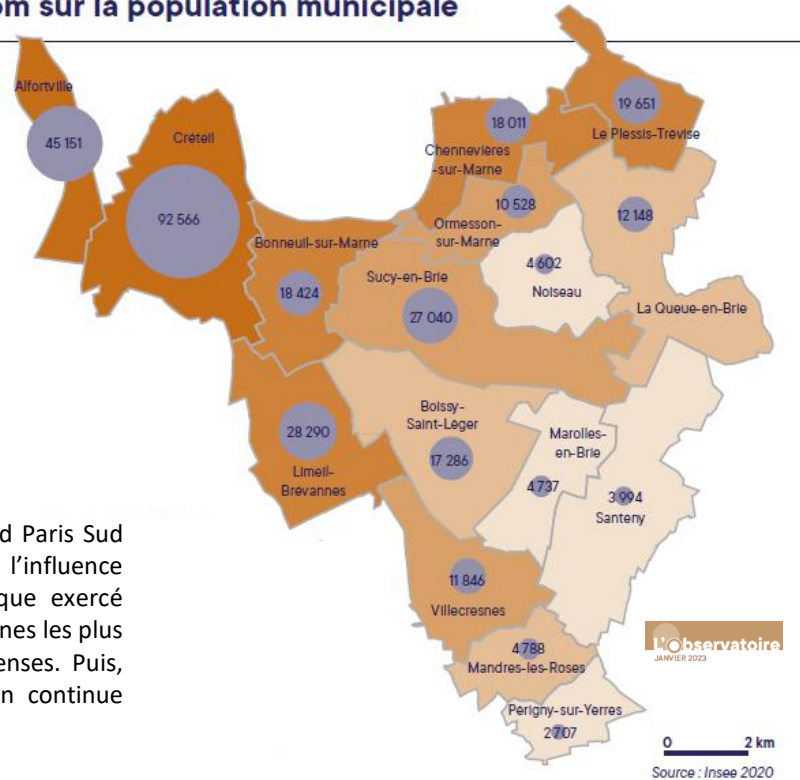 om sur la population municipale
Alfortville
45 151
Créteil
92 566
18 011
Chennevières
-sur-Marne
19 651
Le Plessis-Trévise
10 528
Ormesson-
sur-Marne
12 148
Bonneuil-sur-Marne
18 424
Sucy-en-Brie
27 040
4 602
Noiseau
La Queue-en-Brie
28 290
Limeil-
Brévannes
Boissy-
Saint-Léger
17 286
Marolles-
en-Brie
4 737
3 994
Santeny
d Paris Sud
l’influence
que exercé
nes les plus
enses. Puis,
n continue
11 846
Villecresnes
4 788
Mandres-les-Roses
Périgny-sur-Yerres
2 707
L'Observatoire
JANVIER 2023
0 2 km
Source : Insee 2020